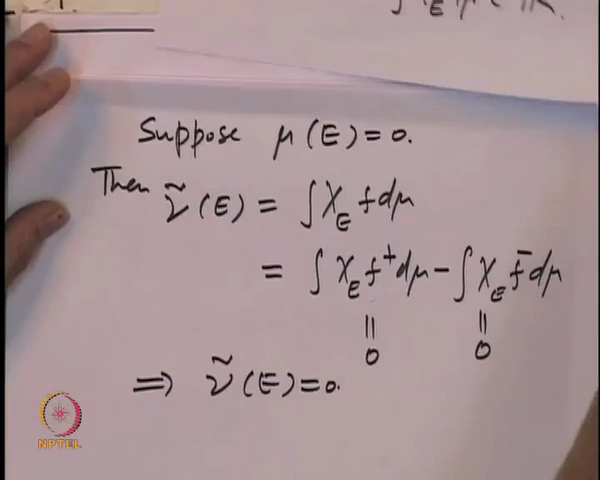 Suppose μ(E)=0.
Then ν̃(E) = ∫χ_E f dμ
= ∫χ_E f⁺dμ − ∫χ_E f⁻dμ
|| ||
0 0
⇒ ν̃(E)=0.
NPTEL